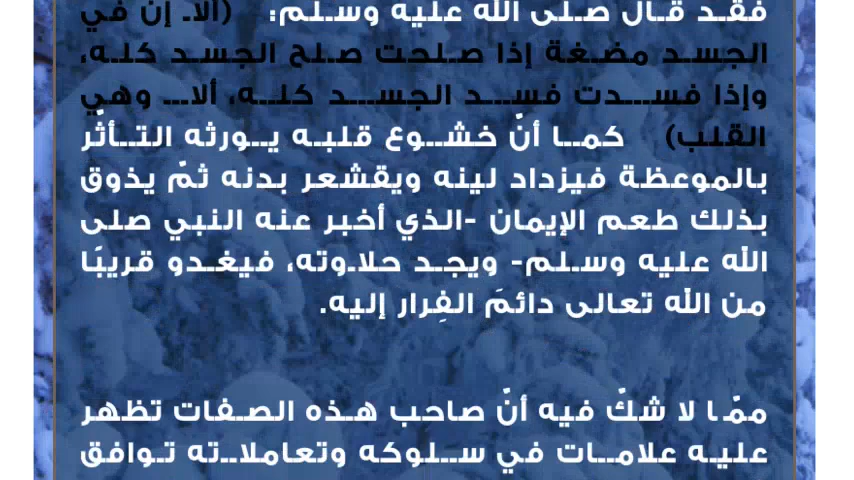 فقد قال صلى الله عليه وسلم: (ألا إن في
الجسد مضغة إذا صلحت صلح الجسد كله،
وإذا فسدت فسد الجسد كله، ألا وهي
القلب) كما أنّ خشوع قلبه يورثه التأثّر
بالموعظة فيزداد لينه ويقشعر بدنه ثمّ يذوق
بذلك طعم الإيمان -الذي أخبر عنه النبي صلى
الله عليه وسلم- ويجد حلاوته، فيغدو قريبًا
من الله تعالى دائمَ الفِرار إليه.
ممّا لا شكّ فيه أنّ صاحب هذه الصفات تظهر
عليه علامات في سلوكه وتعاملاته توافق